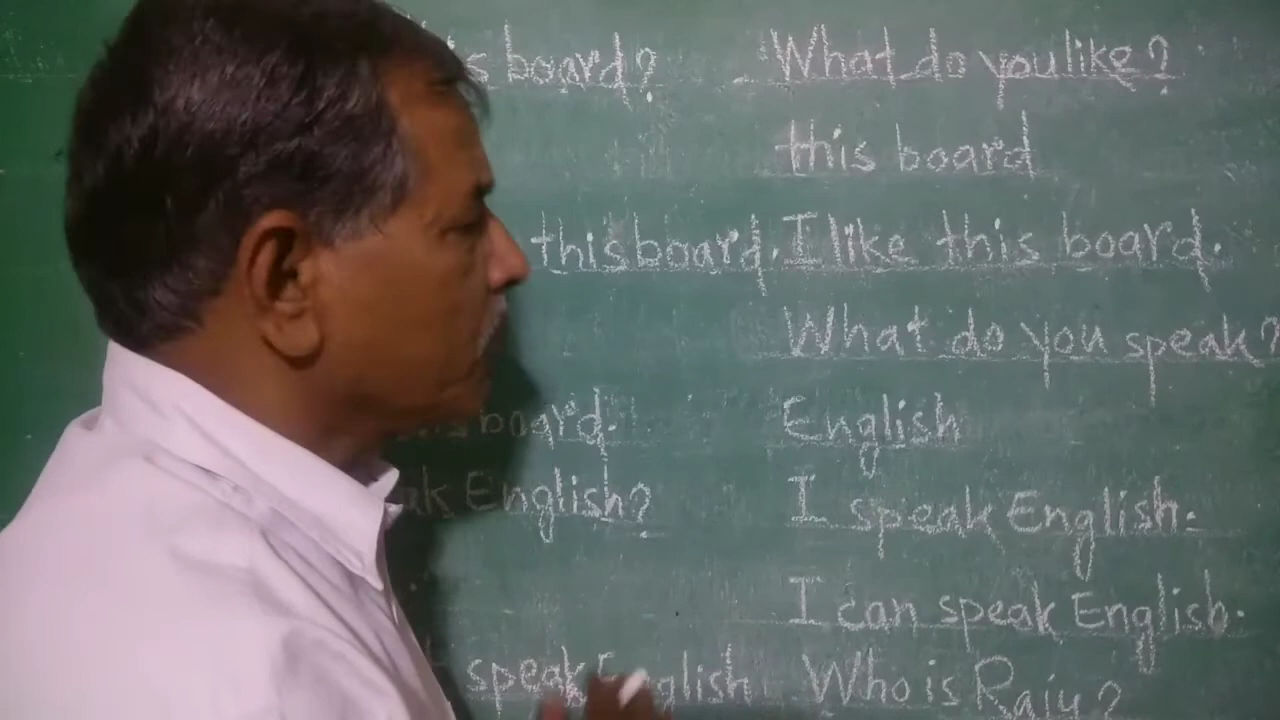 board? What do you like?
this board
this board. I like this board.
What do you speak?
board. English
English? I speak English.
I can speak English.
speak English Who is Raju?